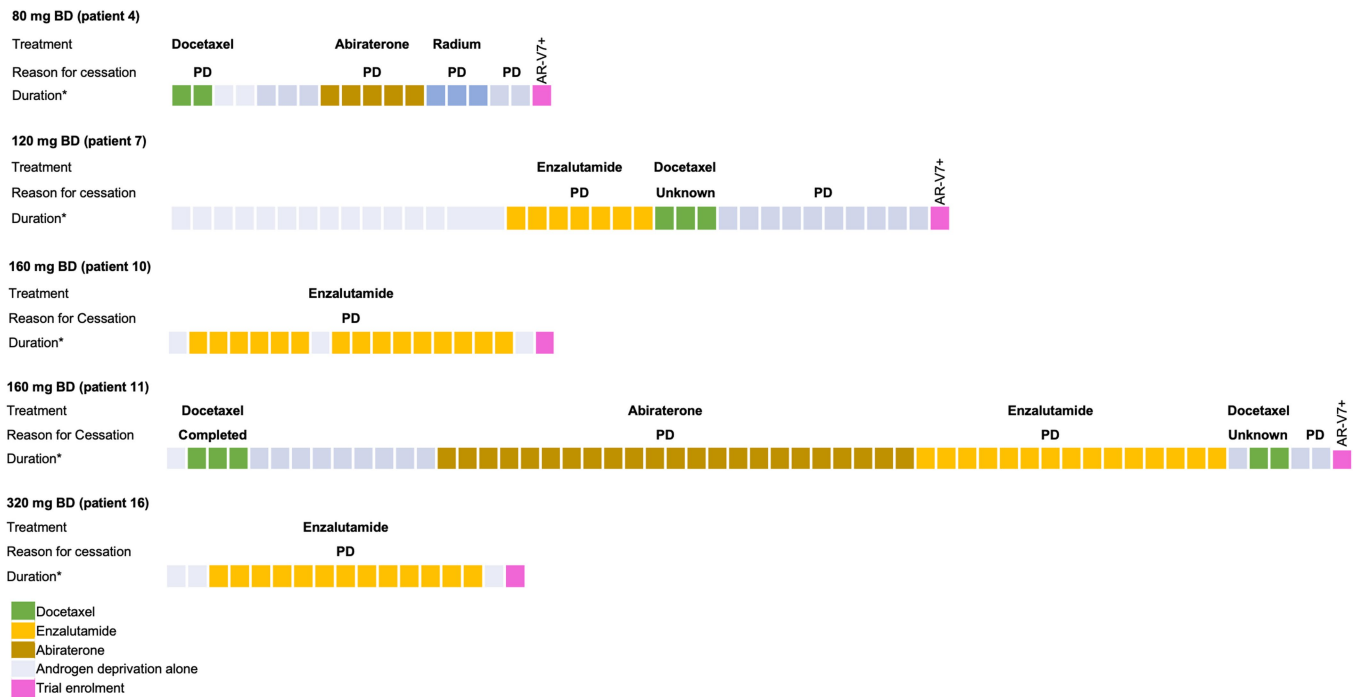 80 mg BD (patient 4)
Treatment Docetaxel Abiraterone Radium
Reason for cessation PD PD PD PD AR-V7+
Duration*
120 mg BD (patient 7)
Treatment Enzalutamide Docetaxel
Reason for cessation PD Unknown PD AR-V7+
Duration*
160 mg BD (patient 10)
Treatment Enzalutamide
Reason for Cessation PD
Duration*
160 mg BD (patient 11)
Treatment Docetaxel Abiraterone Enzalutamide Docetaxel
Reason for Cessation Completed PD PD Unknown PD AR-V7+
Duration*
320 mg BD (patient 16)
Treatment Enzalutamide
Reason for cessation PD
Duration*
Docetaxel
Enzalutamide
Abiraterone
Androgen deprivation alone
Trial enrolment